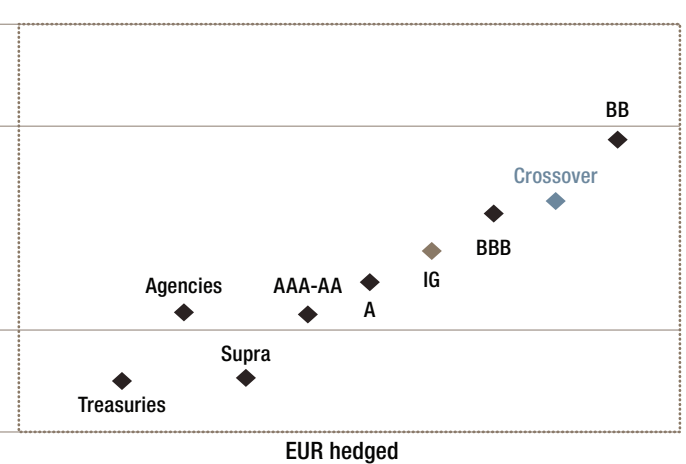 BB
Crossover
BBB
IG
Agencies
AAA-AA
A
Supra
Treasuries
EUR hedged